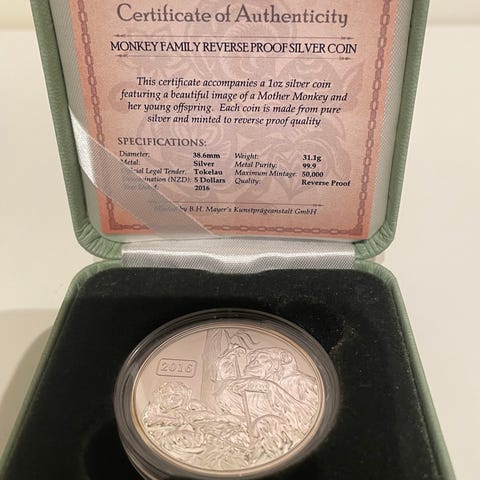 Certificate of Authenticity
MONKEY FAMILY REVERSE PROOF SILVER COIN
This certificate accompanies a 1oz silver coin
featuring a beautiful image of a Mother Monkey and
her young offspring. Each coin is made from pure
silver and minted to reverse proof quality
SPECIFICATIONS:
Diameter: 38.6mm Weight: 31.1g
Metal: Silver Metal Purity: 99.9
Legal Tender: Tokelau Maximum Mintage: 50,000
(NZD): 5 Dollars Quality: Reverse Proof
2016
by B.H. Mayer's Kunstprägeanstalt GmbH
2016